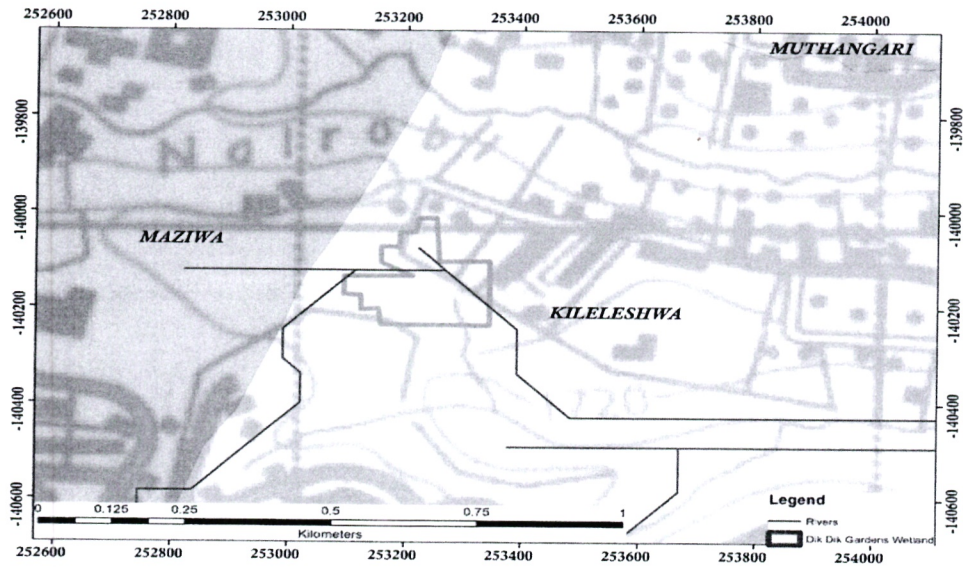 252600 252800 253000 253200 253400 253600 253800 254000
MUTHANGARI
-139800 -139800
Nairobi
-140000 -140000
MAZIWA
-140200 -140200
KILELESHWA
-140400 -140400
-140600 -140600
Legend
Rivers
Dik Dik Gardens Wetland
0 0.125 0.25 0.5 0.75 1
Kilometers
252600 252800 253000 253200 253400 253600 253800 254000